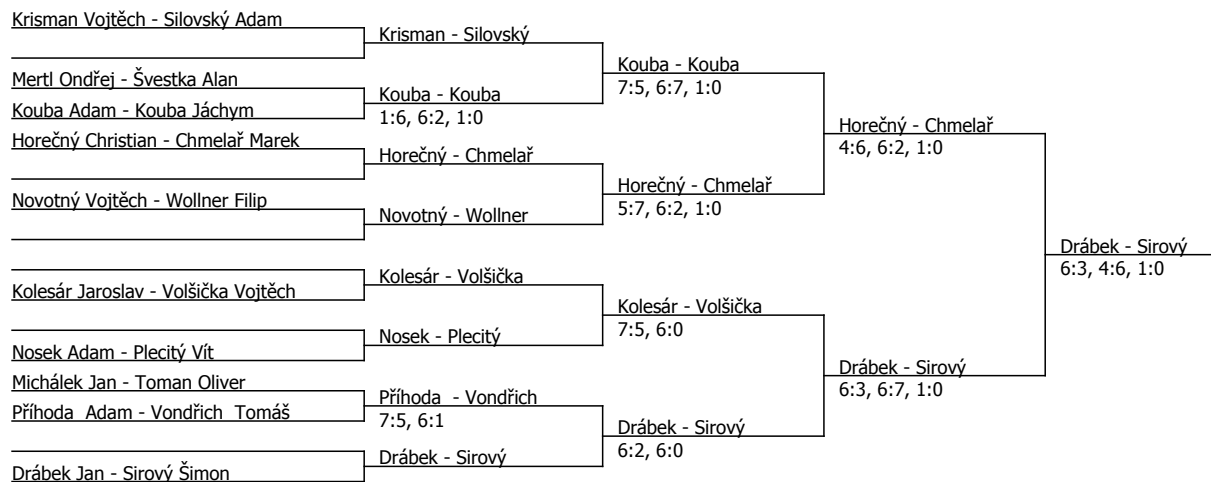 Krisman Vojtěch - Silovský Adam
Mertl Ondřej - Švestka Alan
Kouba Adam - Kouba Jáchym
Horečný Christian - Chmelař Marek
Novotný Vojtěch - Wollner Filip
Kolesár Jaroslav - Volšička Vojtěch
Nosek Adam - Plecitý Vít
Michálek Jan - Toman Oliver
Příhoda  Adam - Vondřich  Tomáš
Drábek Jan - Sirový Šimon
Krisman - Silovský
Kouba - Kouba
1:6, 6:2, 1:0
Horečný - Chmelař
Novotný - Wollner
Kolesár - Volšička
Nosek - Plecitý
Příhoda  - Vondřich
7:5, 6:1
Drábek - Sirový
Kouba - Kouba
7:5, 6:7, 1:0
Horečný - Chmelař
5:7, 6:2, 1:0
Kolesár - Volšička
7:5, 6:0
Drábek - Sirový
6:2, 6:0
Horečný - Chmelař
4:6, 6:2, 1:0
Drábek - Sirový
6:3, 6:7, 1:0
Drábek - Sirový
6:3, 4:6, 1:0